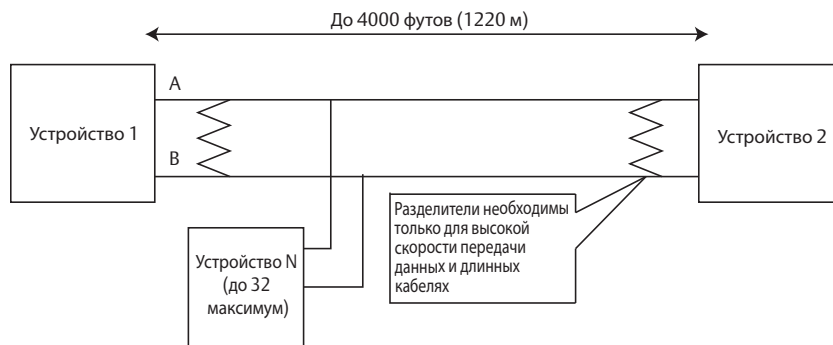 До 4000 футов (1220 м)
A
Устройство 1
B
Устройство 2
Разделители необходимы
только для высокой
скорости передачи
данных и длинных
кабелях
Устройство N
(до 32
максимум)